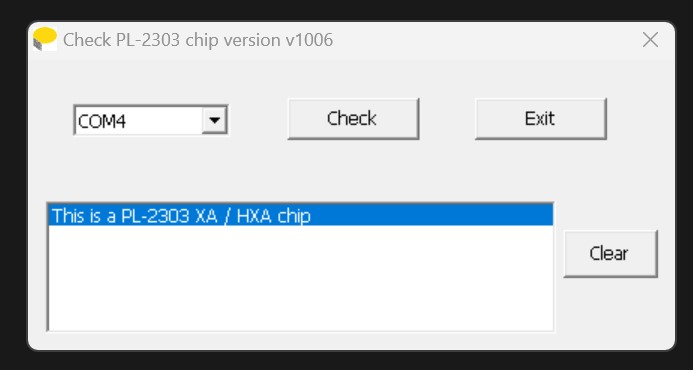 Check PL-2303 chip version v1006
COM4
Check
Exit
This is a PL-2303 XA / HXA chip
Clear